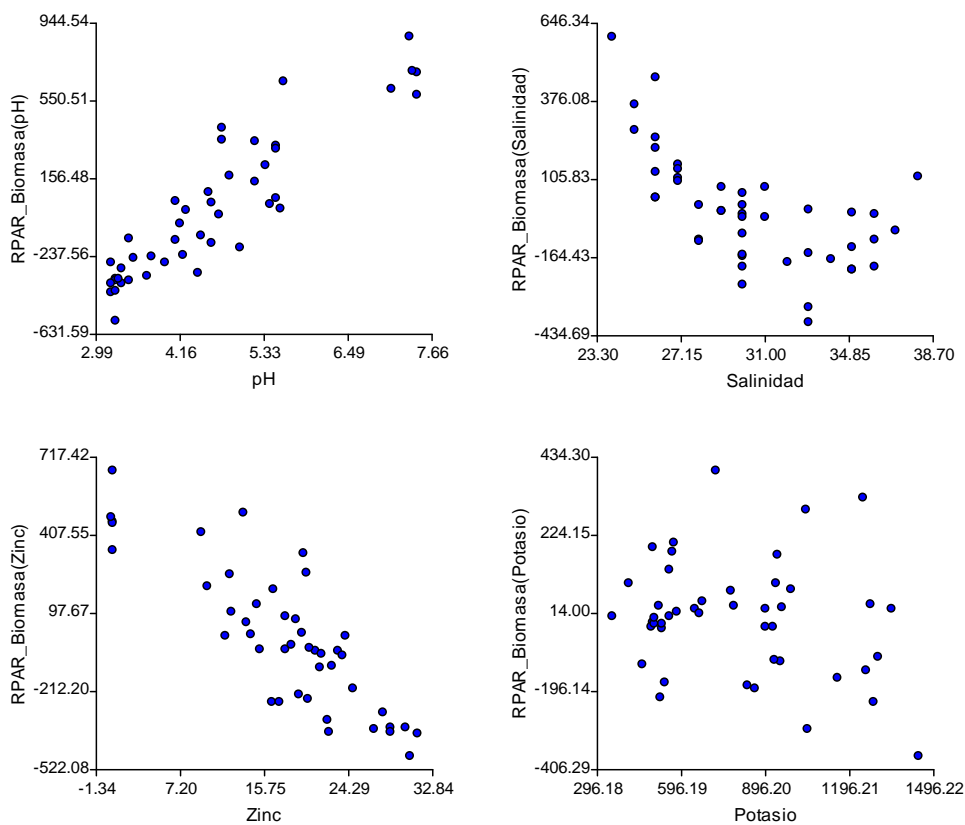 944.54
550.51
156.48
-237.56
-631.59
RPAR_Biomasa(pH)
2.99 4.16 5.33 6.49 7.66
pH
646.34
376.08
105.83
-164.43
-434.69
RPAR_Biomasa(Salinidad)
23.30 27.15 31.00 34.85 38.70
Salinidad
717.42
407.55
97.67
-212.20
-522.08
RPAR_Biomasa(Zinc)
-1.34 7.20 15.75 24.29 32.84
Zinc
434.30
224.15
14.00
-196.14
-406.29
RPAR_Biomasa(Potasio)
296.18 596.19 896.20 1196.21 1496.22
Potasio